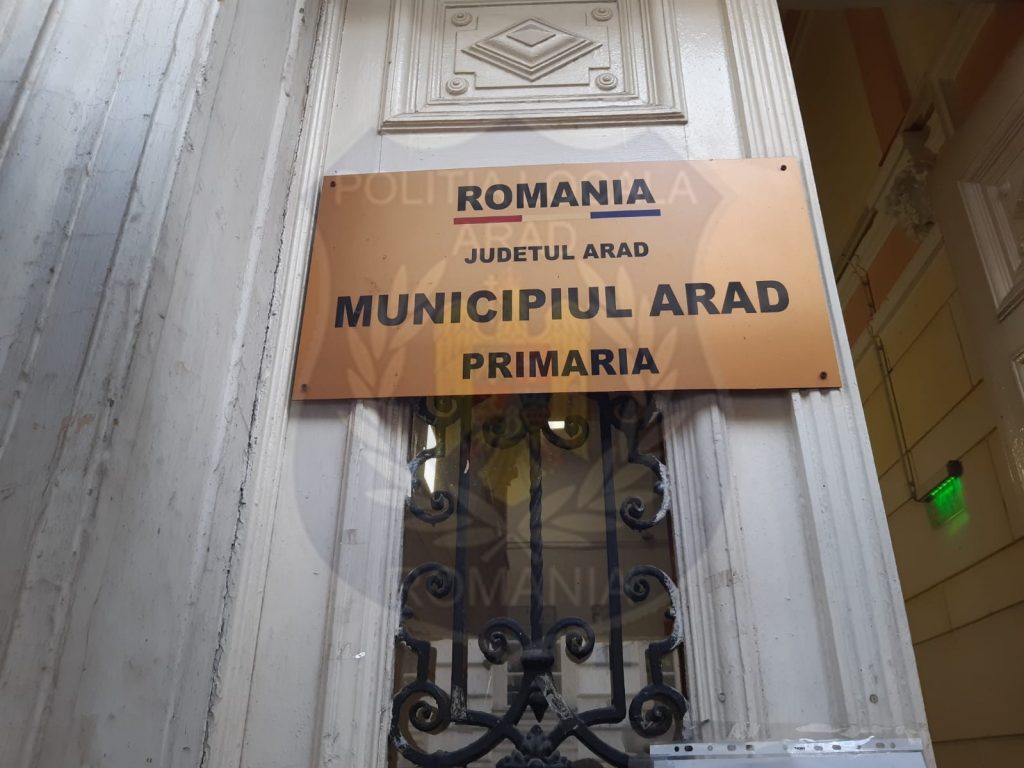 ROMANIA
JUDETUL ARAD
MUNICIPIUL ARAD
PRIMARIA
POLITIA LOCALA
ARAD
ROMANIA